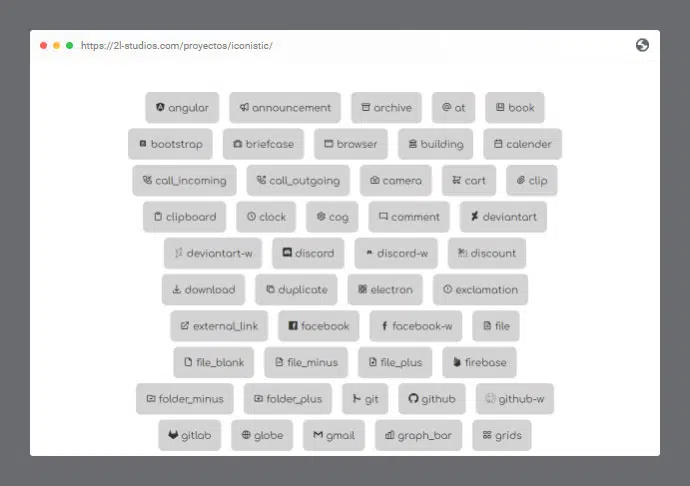 https://2l-studios.com/proyectos/iconistic/
angular announcement archive at book
bootstrap briefcase browser building calender
call_incoming call_outgoing camera cart clip
clipboard clock cog comment deviantart
deviantart-w discord discord-w discount
download duplicate electron exclamation
external_link facebook facebook-w file
file_blank file_minus file_plus firebase
folder_minus folder_plus git github github-w
gitlab globe gmail graph_bar grids